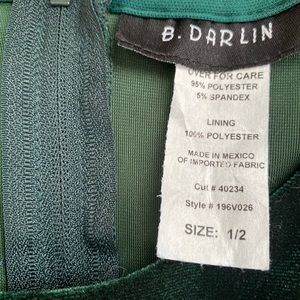 B. DARLIN
OVER FOR CARE
95% POLYESTER
5% SPANDEX
LINING
100% POLYESTER
MADE IN MEXICO
OF IMPORTED FABRIC
Cut # 40234
Style # 196V026
SIZE: 1/2